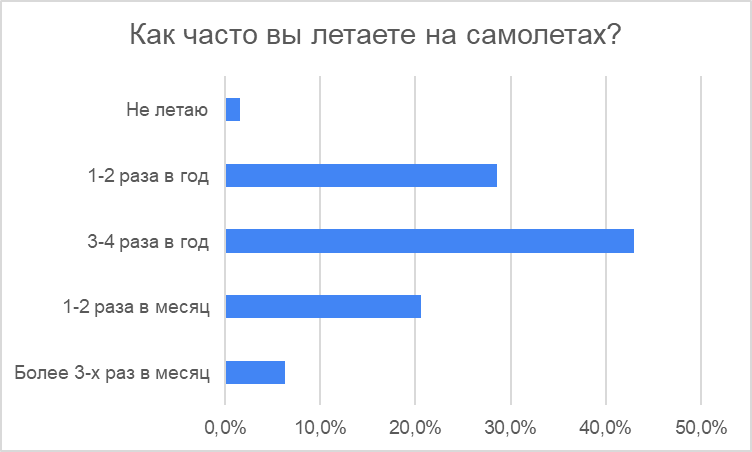 Как часто вы летаете на самолетах?
Не летаю
1-2 раза в год
3-4 раза в год
1-2 раза в месяц
Более 3-х раз в месяц
0,0% 10,0% 20,0% 30,0% 40,0% 50,0%